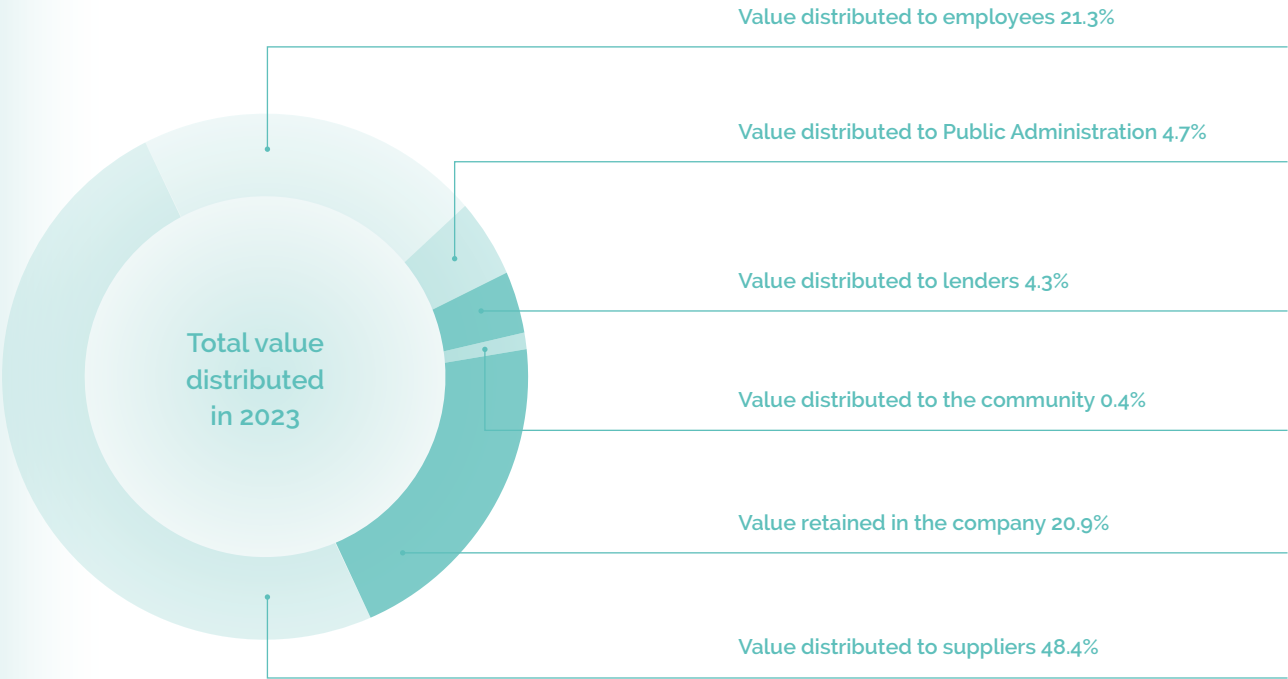 Value distributed to employees 21.3%
Value distributed to Public Administration 4.7%
Value distributed to lenders 4.3%
Total value
distributed
in 2023
Value distributed to the community 0.4%
Value retained in the company 20.9%
Value distributed to suppliers 48.4%